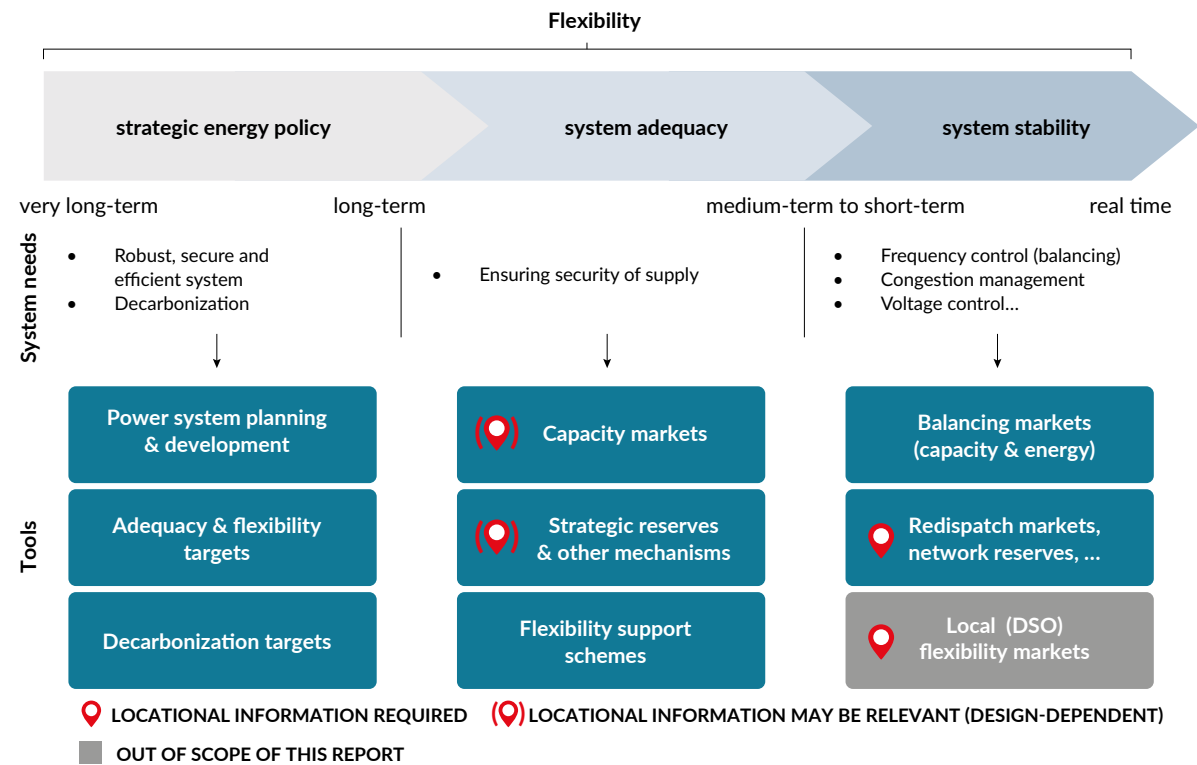 Flexibility
strategic energy policy
system adequacy
system stability
very long-term
long-term
medium-term to short-term
real time
System needs
• Robust, secure and
efficient system
• Decarbonization
• Ensuring security of supply
• Frequency control (balancing)
• Congestion management
• Voltage control...
Tools
Power system planning
& development
Capacity markets
Balancing markets
(capacity & energy)
Adequacy & flexibility
targets
Strategic reserves
& other mechanisms
Redispatch markets,
network reserves, ...
Decarbonization targets
Flexibility support
schemes
Local (DSO)
flexibility markets
LOCATIONAL INFORMATION REQUIRED
LOCATIONAL INFORMATION MAY BE RELEVANT (DESIGN-DEPENDENT)
OUT OF SCOPE OF THIS REPORT